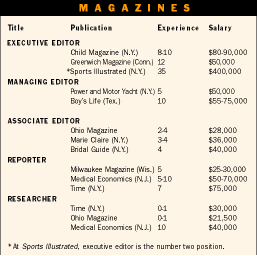 MAGAZINES
Title Publication Experience Salary
EXECUTIVE EDITOR
Child Magazine (N.Y.) 8-10 $80-90,000
Greenwich Magazine (Conn.) 12 $50,000
*Sports Illustrated (N.Y.) 35 $400,000
MANAGING EDITOR
Power and Motor Yacht (N.Y.) 5 $50,000
Boy's Life (Tex.) 10 $55-75,000
ASSOCIATE EDITOR
Ohio Magazine 2-4 $28,000
Marie Claire (N.Y.) 3-4 $36,000
Bridal Guide (N.Y.) 4 $40,000
REPORTER
Milwaukee Magazine (Wis.) 5 $25-30,000
Medical Economics (N.J.) 5-10 $50-70,000
Time (N.Y.) 7 $75,000
RESEARCHER
Time (N.Y.) 0-1 $30,000
Ohio Magazine 0-1 $21,500
Medical Economics (N.J.) 10 $40,000
* At Sports Illustrated, executive editor is the number two position.